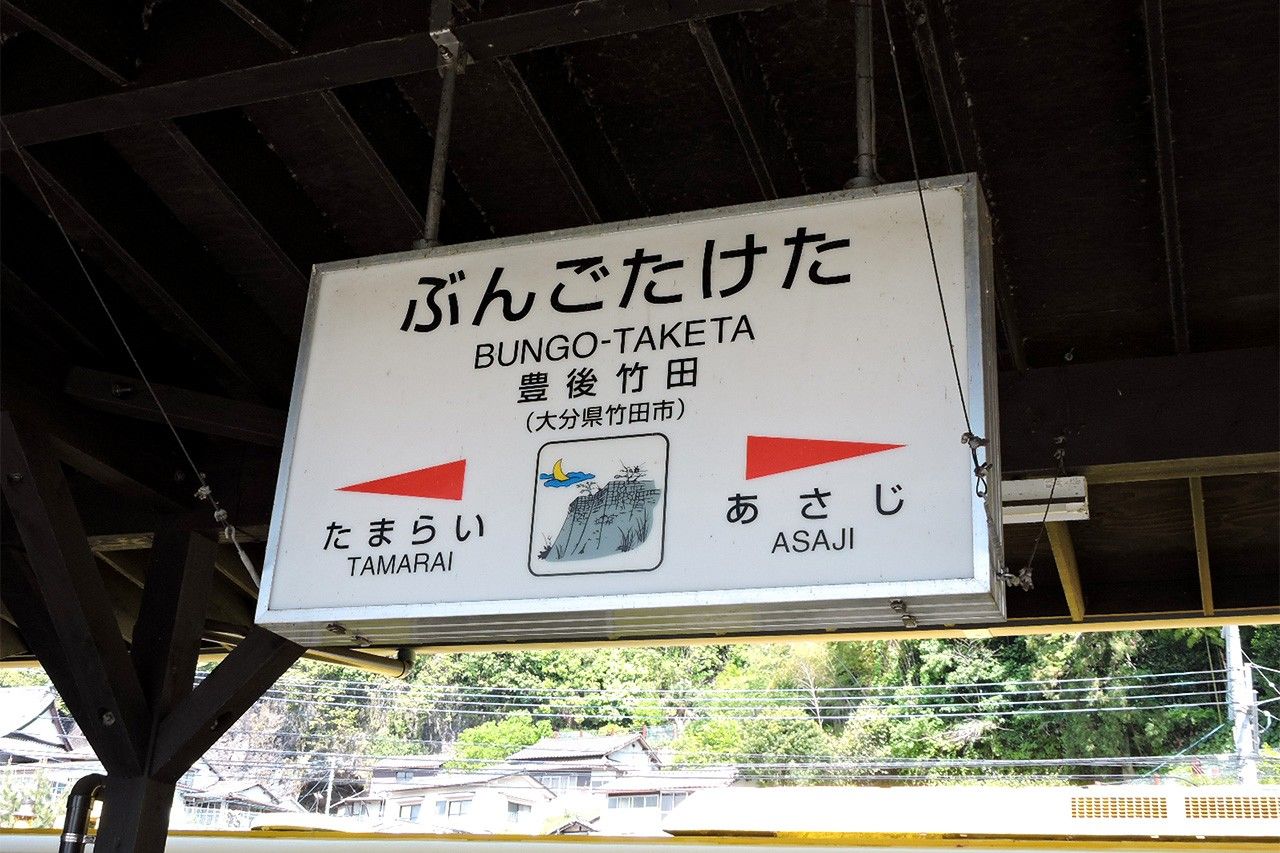 ぶんごたけた
BUNGO-TAKETA
豊後竹田
(大分県竹田市)
たまらい
TAMARAI
あさじ
ASAJI